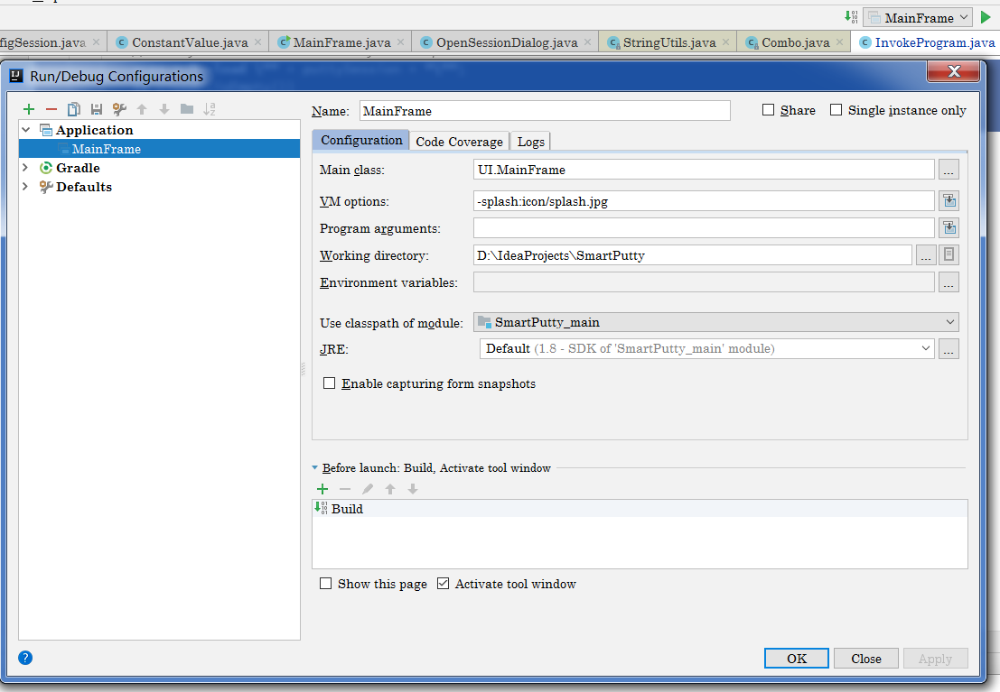 MainFrame
figSession.java ConstantValue.java MainFrame.java OpenSessionDialog.java StringUtils.java Combo.java InvokeProgram.java
Run/Debug Configurations
Application
MainFrame
Gradle
Defaults
Name: MainFrame Share Single instance only
Configuration Code Coverage Logs
Main class: UI.MainFrame ...
VM options: -splash:icon/splash.jpg
Program arguments:
Working directory: D:\IdeaProjects\SmartPutty ...
Environment variables: ...
Use classpath of module: SmartPutty_main
JRE: Default (1.8 - SDK of 'SmartPutty_main' module) ...
Enable capturing form snapshots
Before launch: Build, Activate tool window
Build
Show this page Activate tool window
? OK Close Apply